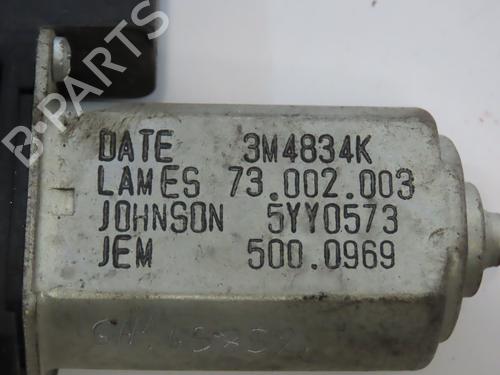 B-PARTS
DATE 3M4834K
LAMES 73.002.003
JOHNSON 5YY0573
JEM 500.0969